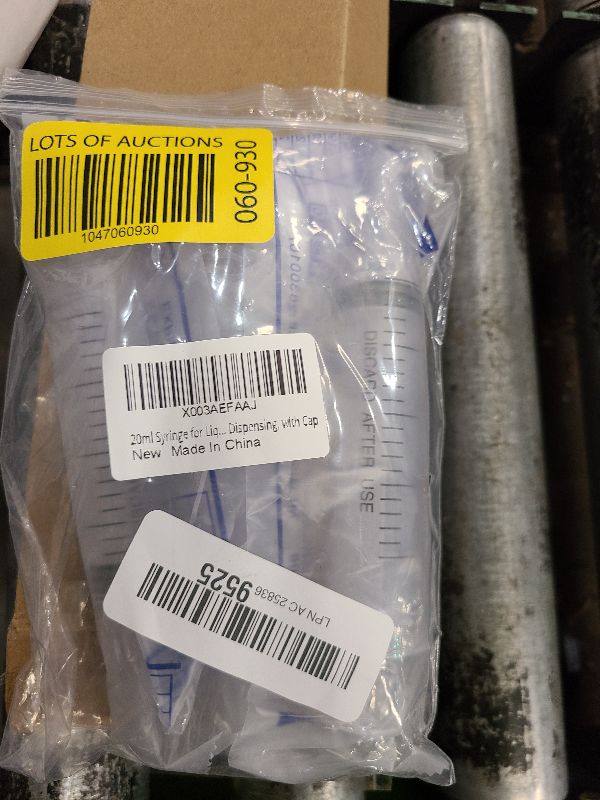 LOTS OF AUCTIONS
1047060930
060-930
X003AEFAAJ
20ml Syringe for Liq... Dispensing, with Cap
New Made In China
DISCARD AFTER USE
LPN AC 25836 9525